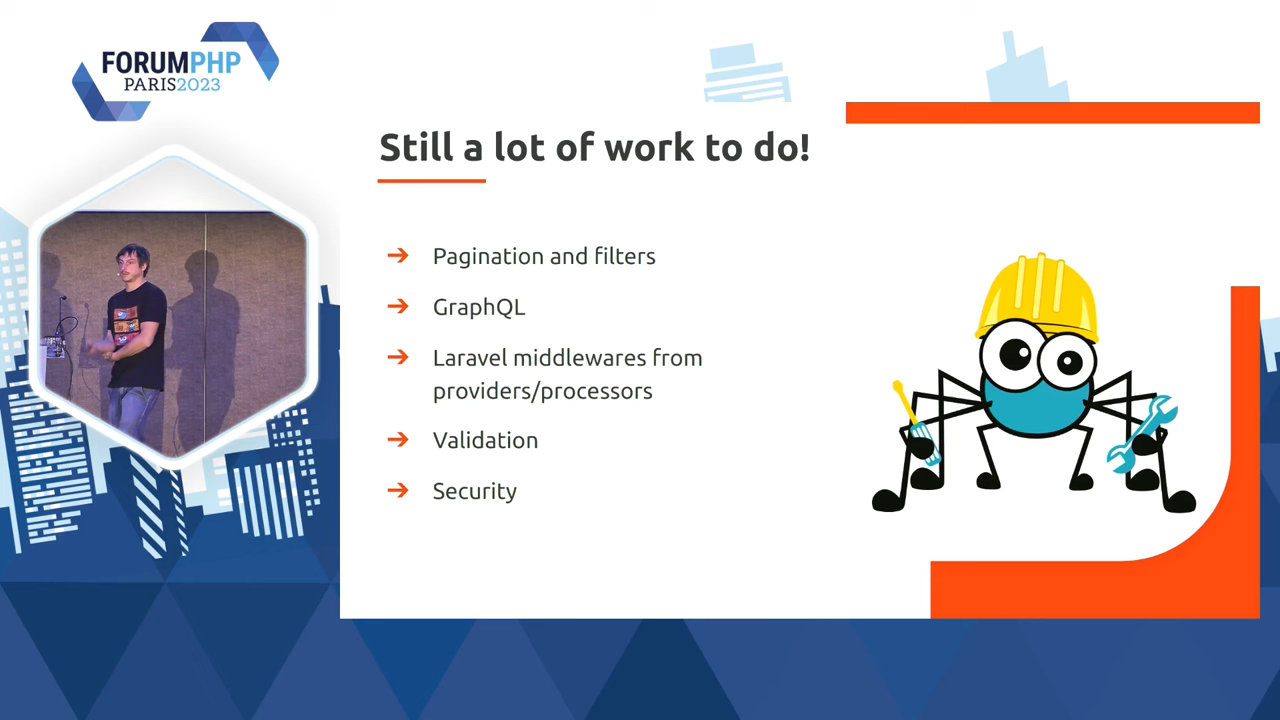 FORUMPHP
PARIS2023
Still a lot of work to do!
➔ Pagination and filters
➔ GraphQL
➔ Laravel middlewares from
providers/processors
➔ Validation
➔ Security